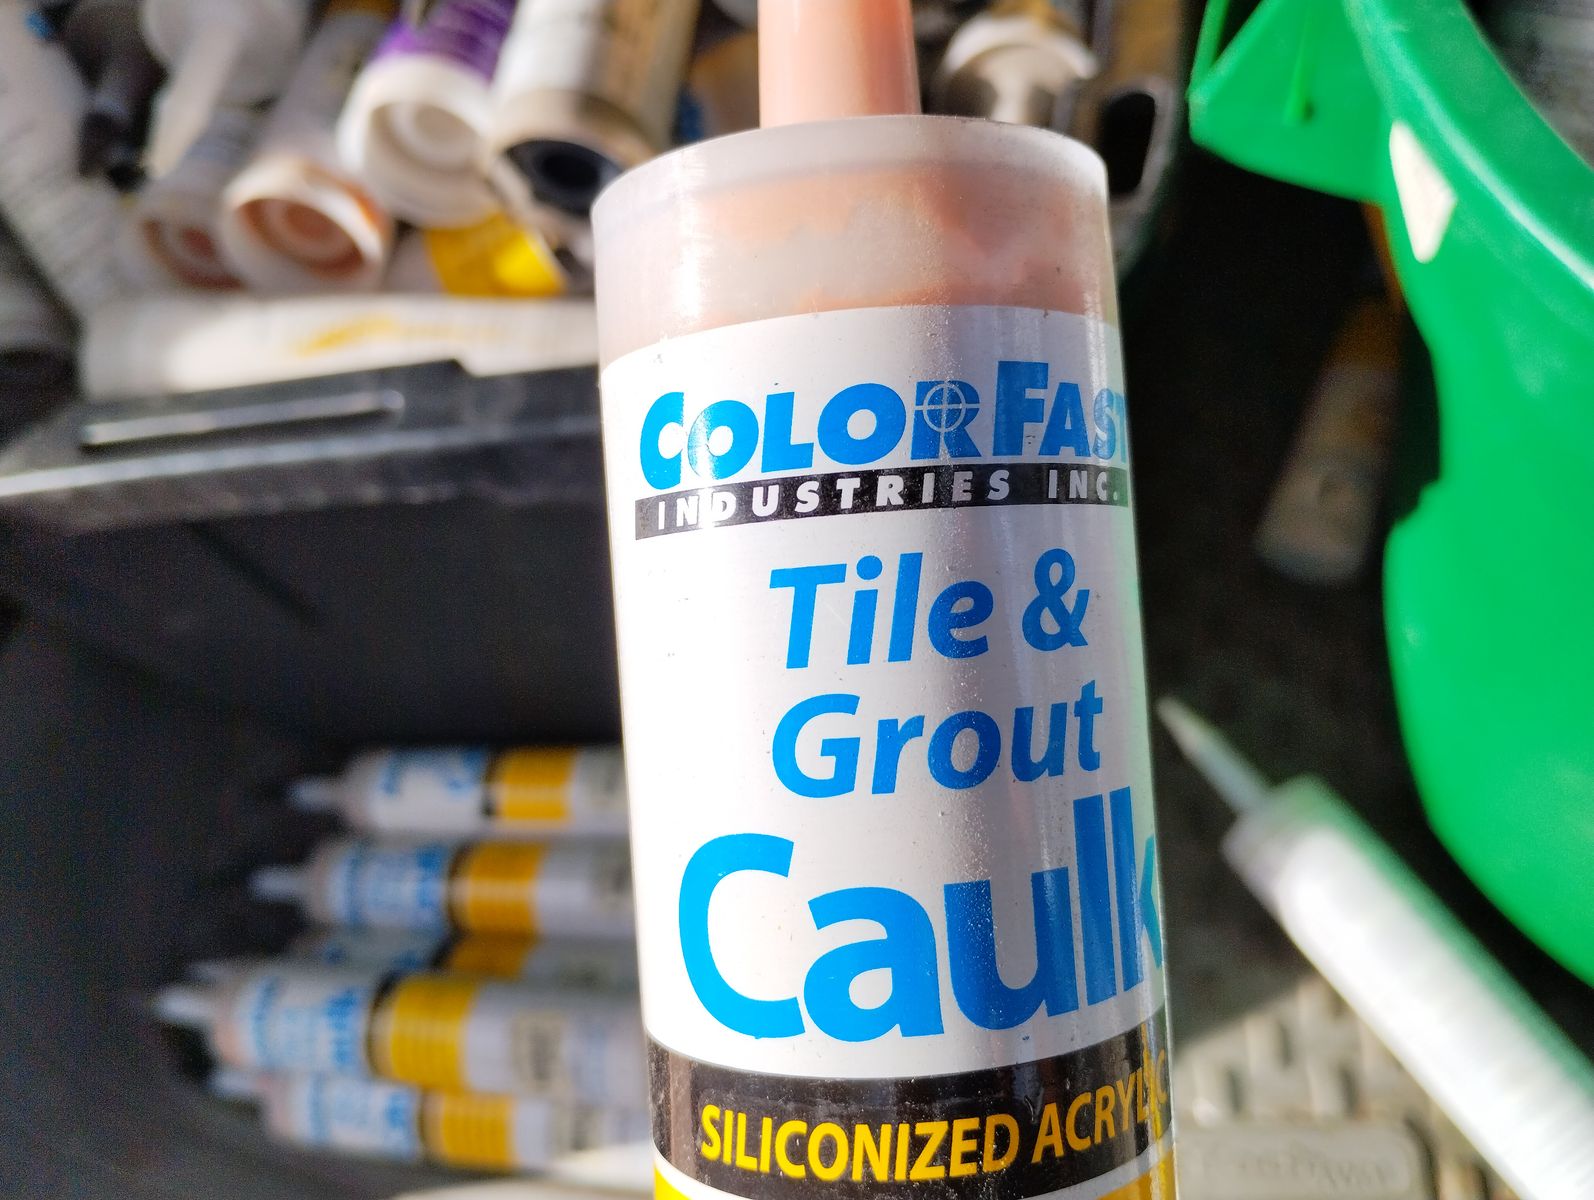 COLORFAST
INDUSTRIES INC.
Tile &
Grout
Caulk
SILICONIZED ACRYLIC